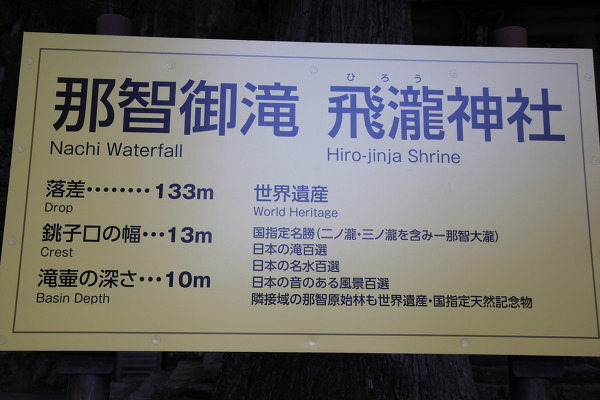 那智御滝 飛瀧神社
ひろう
Nachi Waterfall
Hiro-jinja Shrine
落差・・・・・・・・133m
Drop
銚子口の幅・・・13m
Crest
滝壷の深さ・・・10m
Basin Depth
世界遺産
World Heritage
国指定名勝(二ノ瀧・三ノ瀧を含みー那智大瀧)
日本の滝百選
日本の名水百選
日本の音のある風景百選
隣接域の那智原始林も世界遺産・国指定天然記念物